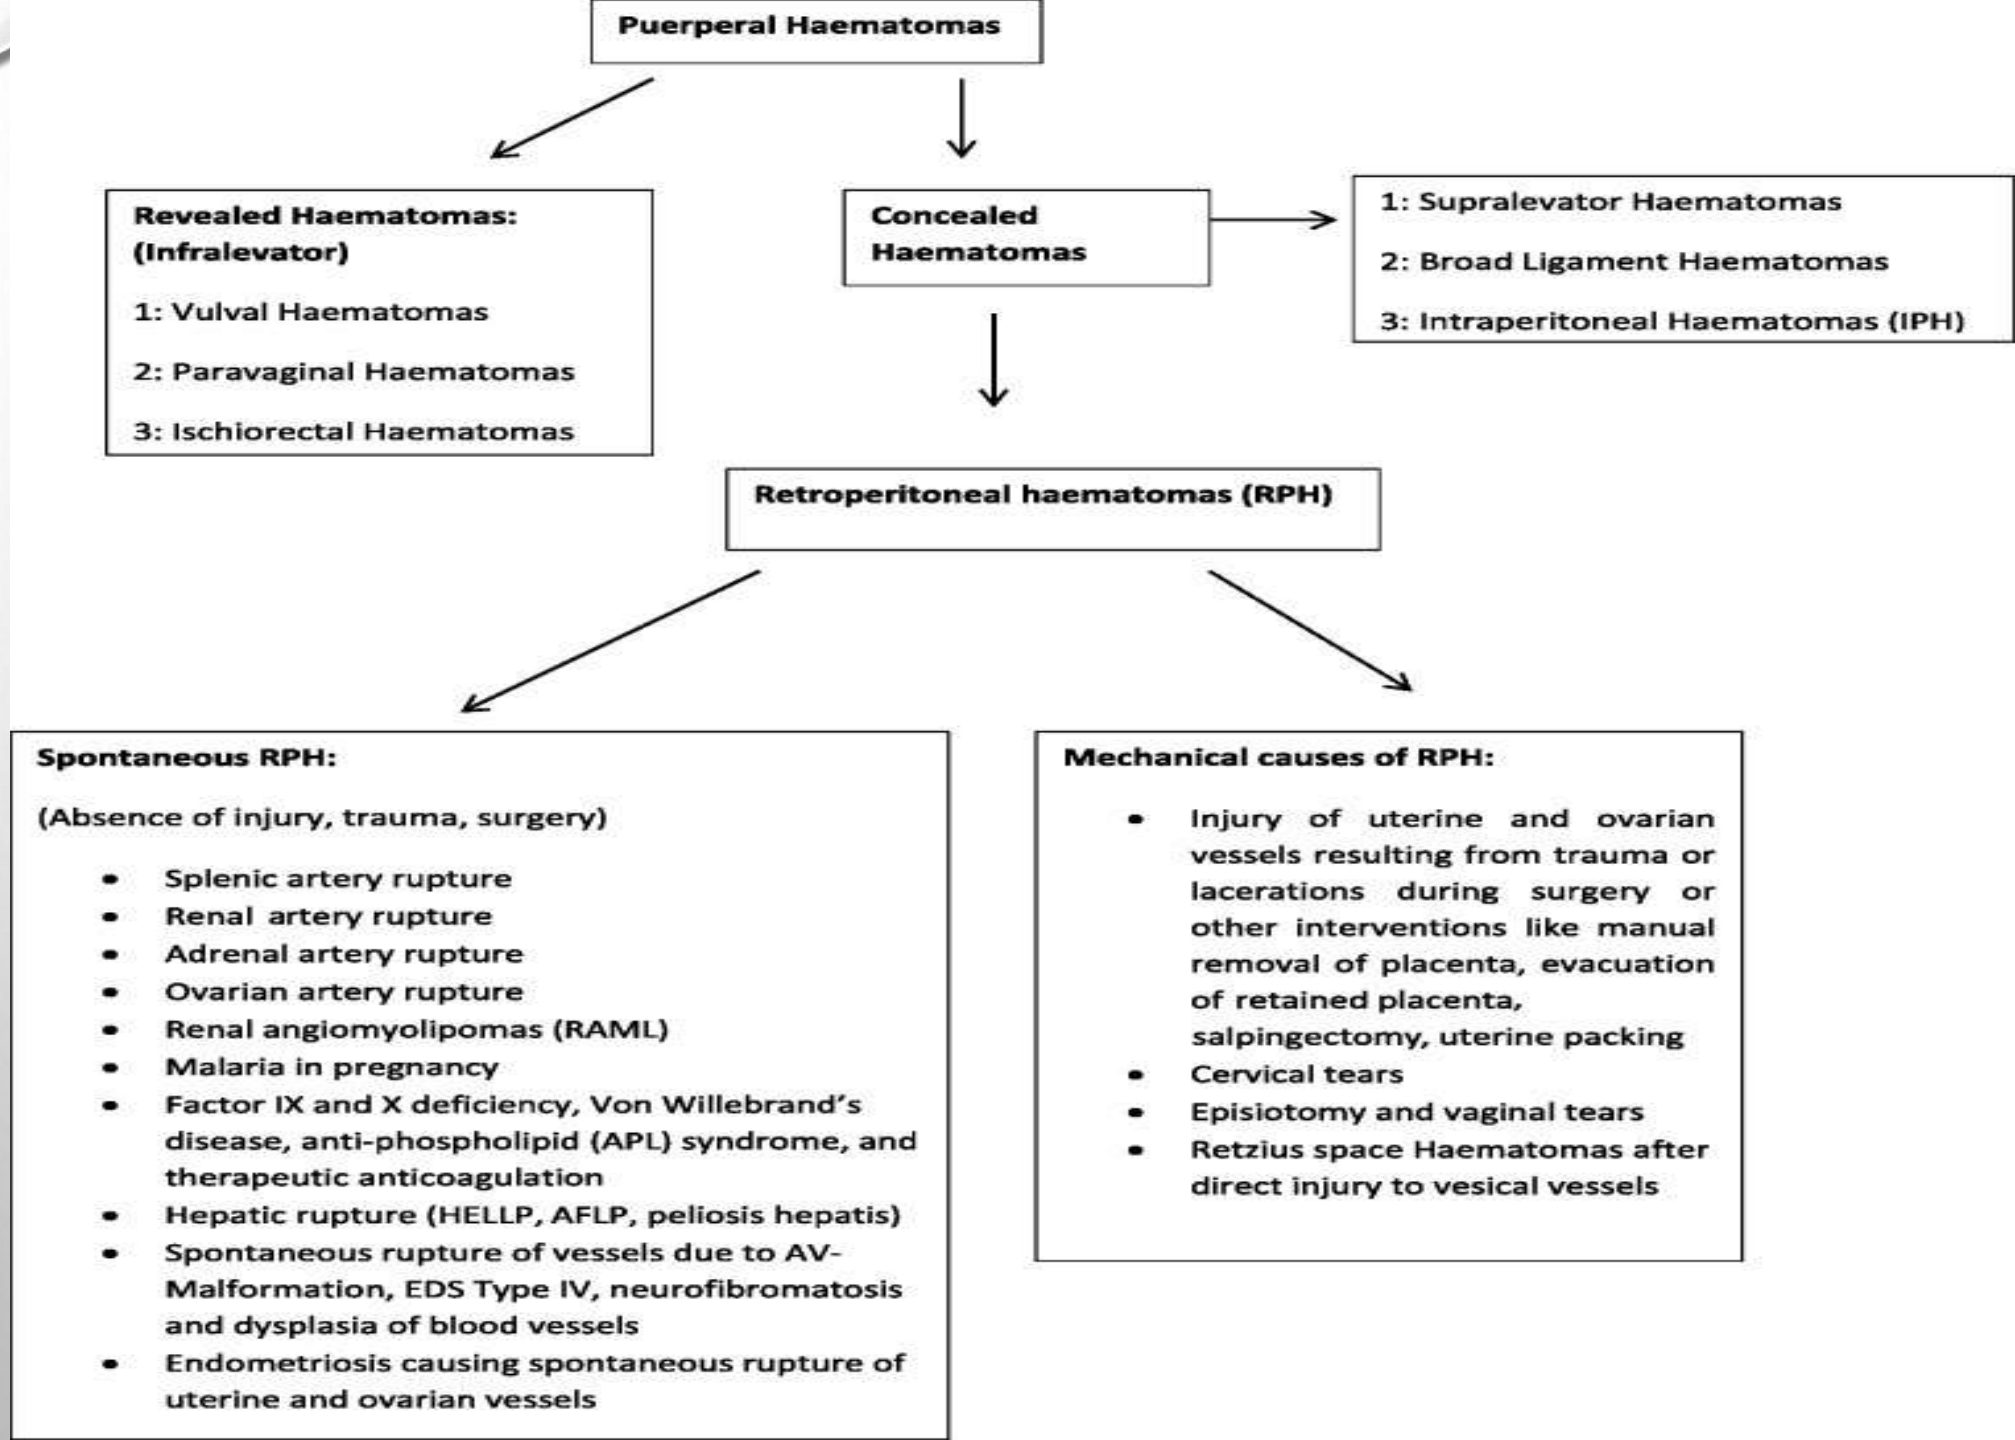 Puerperal Haematomas
Revealed Haematomas:
(Infralevator)
1: Vulval Haematomas
2: Paravaginal Haematomas
3: Ischiorectal Haematomas
Concealed
Haematomas
1: Supralevator Haematomas
2: Broad Ligament Haematomas
3: Intraperitoneal Haematomas (IPH)
Retroperitoneal haematomas (RPH)
Spontaneous RPH:
(Absence of injury, trauma, surgery)
• Splenic artery rupture
• Renal artery rupture
• Adrenal artery rupture
• Ovarian artery rupture
• Renal angiomyolipomas (RAML)
• Malaria in pregnancy
• Factor IX and X deficiency, Von Willebrand’s
disease, anti-phospholipid (APL) syndrome, and
therapeutic anticoagulation
• Hepatic rupture (HELLP, AFLP, peliosis hepatis)
• Spontaneous rupture of vessels due to AV-
Malformation, EDS Type IV, neurofibromatosis
and dysplasia of blood vessels
• Endometriosis causing spontaneous rupture of
uterine and ovarian vessels
Mechanical causes of RPH:
• Injury of uterine and ovarian
vessels resulting from trauma or
lacerations during surgery or
other interventions like manual
removal of placenta, evacuation
of retained placenta,
salpingectomy, uterine packing
• Cervical tears
• Episiotomy and vaginal tears
• Retzius space Haematomas after
direct injury to vesical vessels